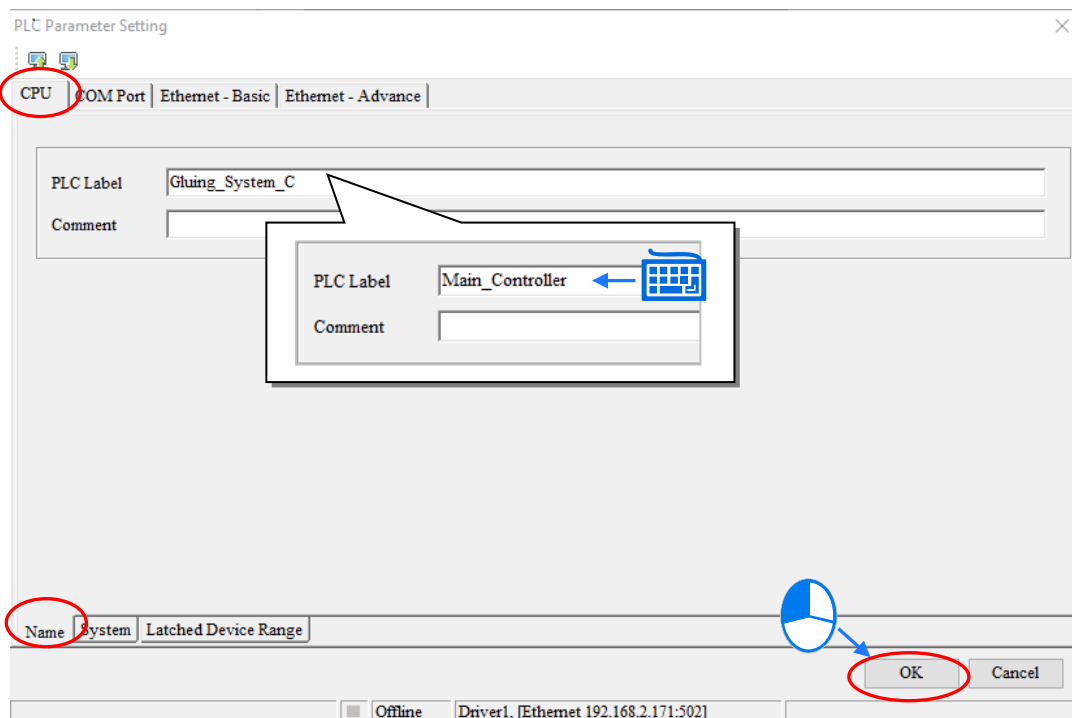 PLC Parameter Setting
CPU COM Port Ethernet - Basic Ethernet - Advance
PLC Label Gluing_System_C
Comment
PLC Label Main_Controller
Comment
Name System Latched Device Range
OK Cancel
Offline Driver1, [Ethernet 192.168.2.171:502]